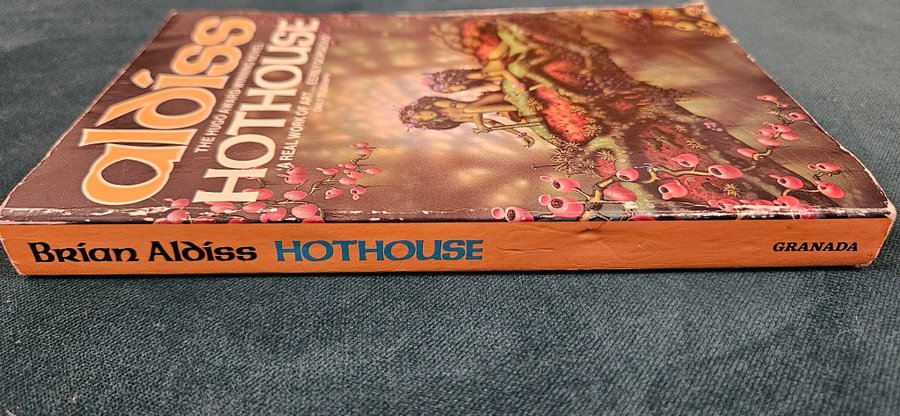 aldiss
THE HUGO AWARD-WINNING NOVEL
HOTHOUSE
'A REAL WORK OF ART...
Brian Aldiss HOTHOUSE GRANADA